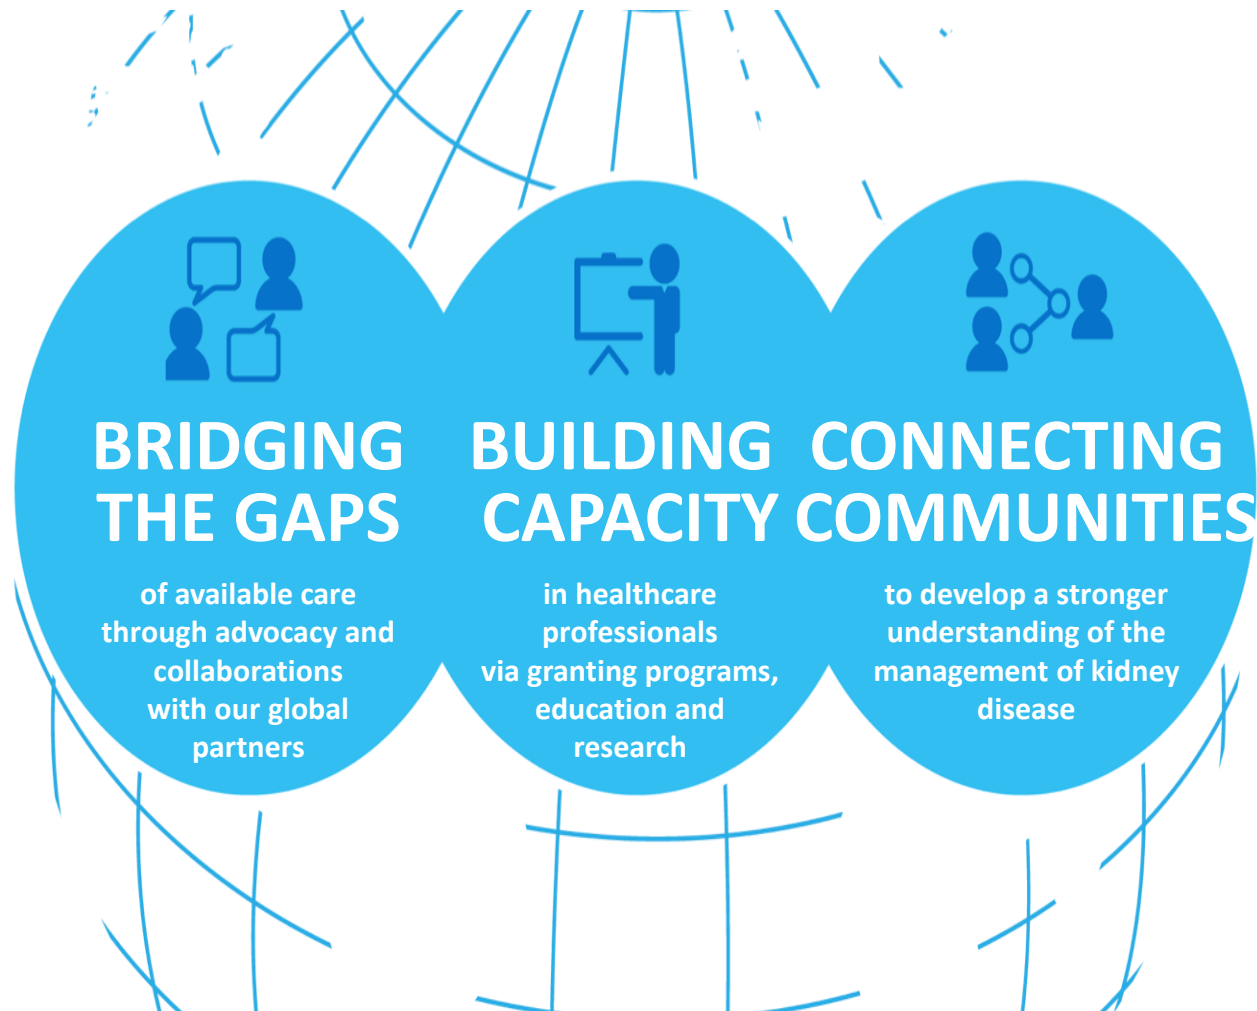 BRIDGING
THE GAPS
of available care
through advocacy and
collaborations
with our global
partners
BUILDING
CAPACITY
in healthcare
professionals
via granting programs,
education and
research
CONNECTING
COMMUNITIES
to develop a stronger
understanding of the
management of kidney
disease